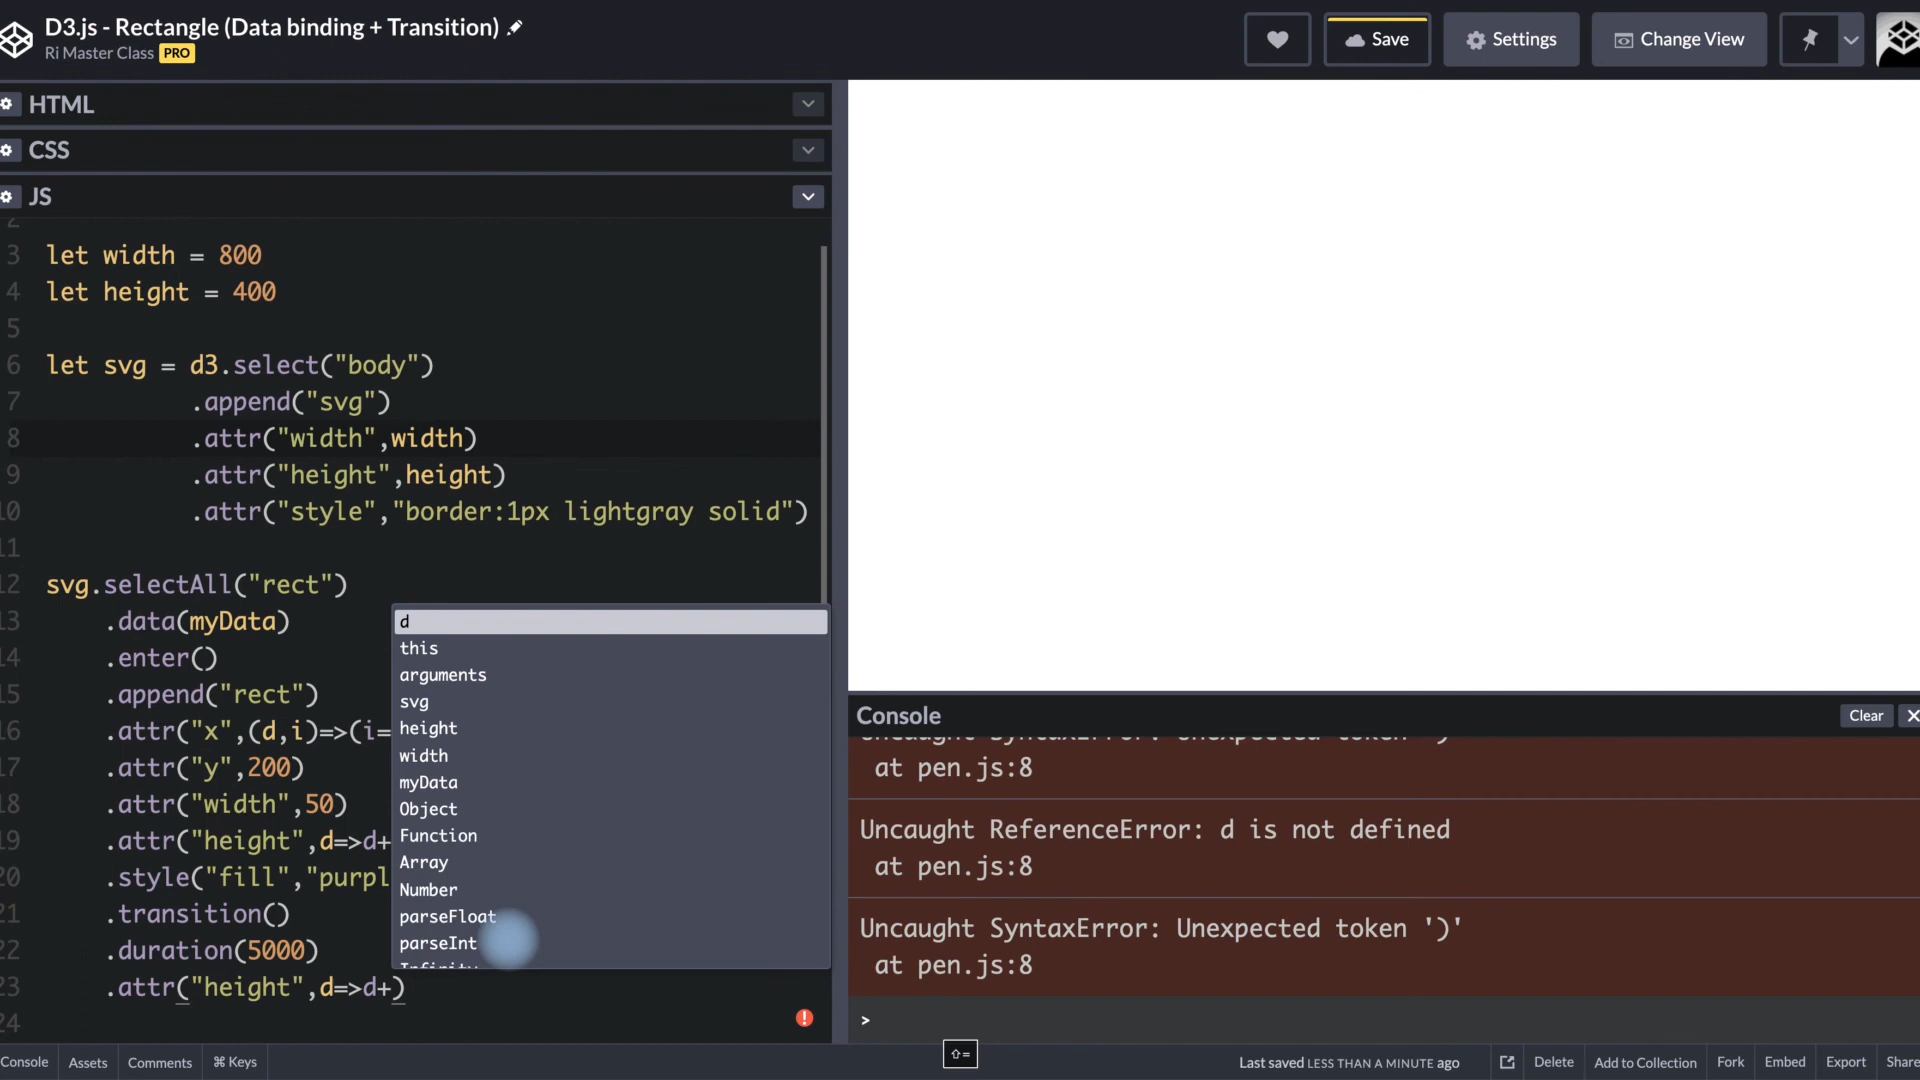 D3.js - Rectangle (Data binding + Transition)
Ri Master Class PRO
Save
Settings
Change View
HTML
CSS
JS
2
3 let width = 800
4 let height = 400
5
6 let svg = d3.select("body")
7 .append("svg")
8 .attr("width",width)
9 .attr("height",height)
10 .attr("style","border:1px lightgray solid")
11
12 svg.selectAll("rect")
13 .data(myData)
14 .enter()
15 .append("rect")
16 .attr("x",(d,i)=>(i=
17 .attr("y",200)
18 .attr("width",50)
19 .attr("height",d=>d+
20 .style("fill","purpl
21 .transition()
22 .duration(5000)
23 .attr("height",d=>d+)
24
d
this
arguments
svg
height
width
myData
Object
Function
Array
Number
parseFloat
parseInt
Infinity
Console
Clear
Uncaught SyntaxError: Unexpected token ')'
at pen.js:8
Uncaught ReferenceError: d is not defined
at pen.js:8
Uncaught SyntaxError: Unexpected token ')'
at pen.js:8
>
Console
Assets
Comments
⌘ Keys
⇧=
Last saved LESS THAN A MINUTE ago
Delete
Add to Collection
Fork
Embed
Export
Share